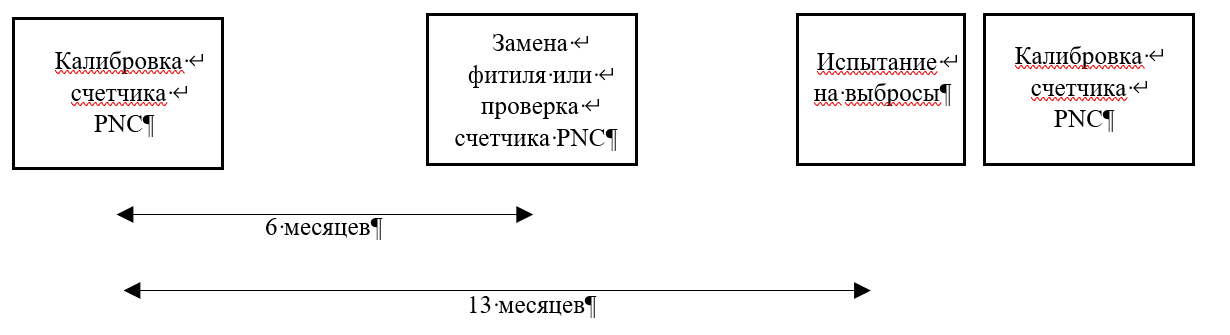 Калибровка
счетчика
PNC
Замена
фитиля или
проверка
счетчика PNC
Испытание
на выбросы
Калибровка
счетчика
PNC
6 месяцев
13 месяцев